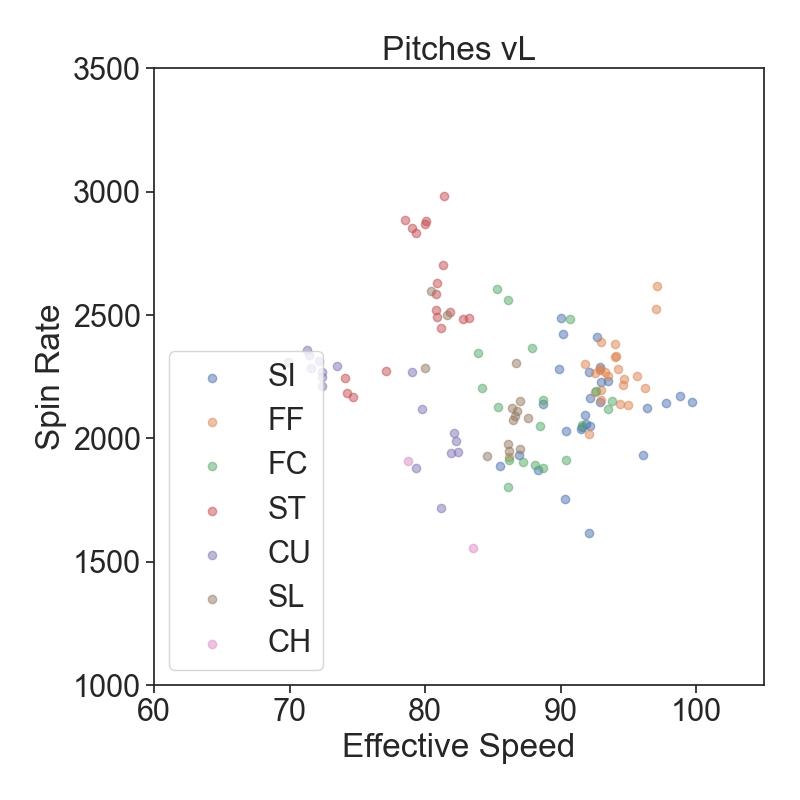 Pitches vL
3500
3000
2500
2000
1500
1000
Spin Rate
SI
FF
FC
ST
CU
SL
CH
60 70 80 90 100
Effective Speed